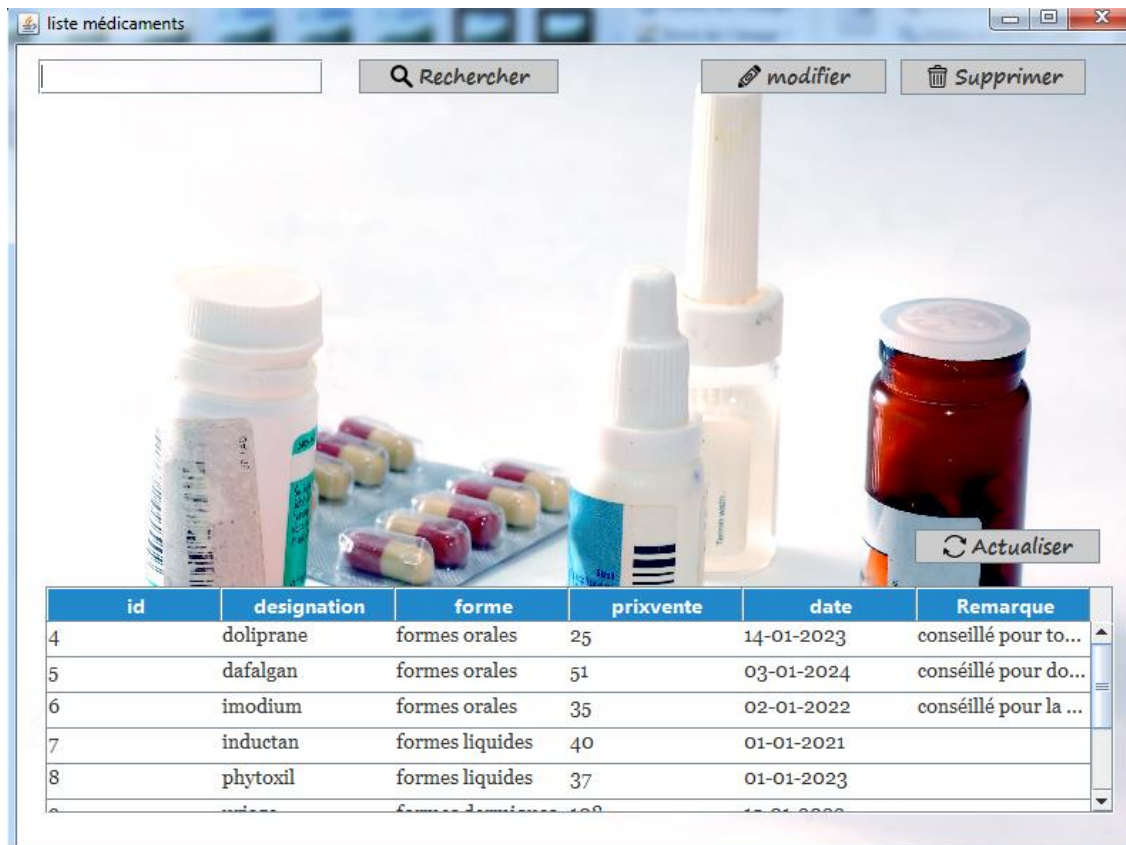 liste médicaments
Rechercher modifier Supprimer
Actualiser
id designation forme prixvente date Remarque
4 doliprane formes orales 25 14-01-2023 conseillé pour to...
5 dafalgan formes orales 51 03-01-2024 conséillé pour do...
6 imodium formes orales 35 02-01-2022 conséillé pour la ...
7 inductan formes liquides 40 01-01-2021
8 phytoxil formes liquides 37 01-01-2023